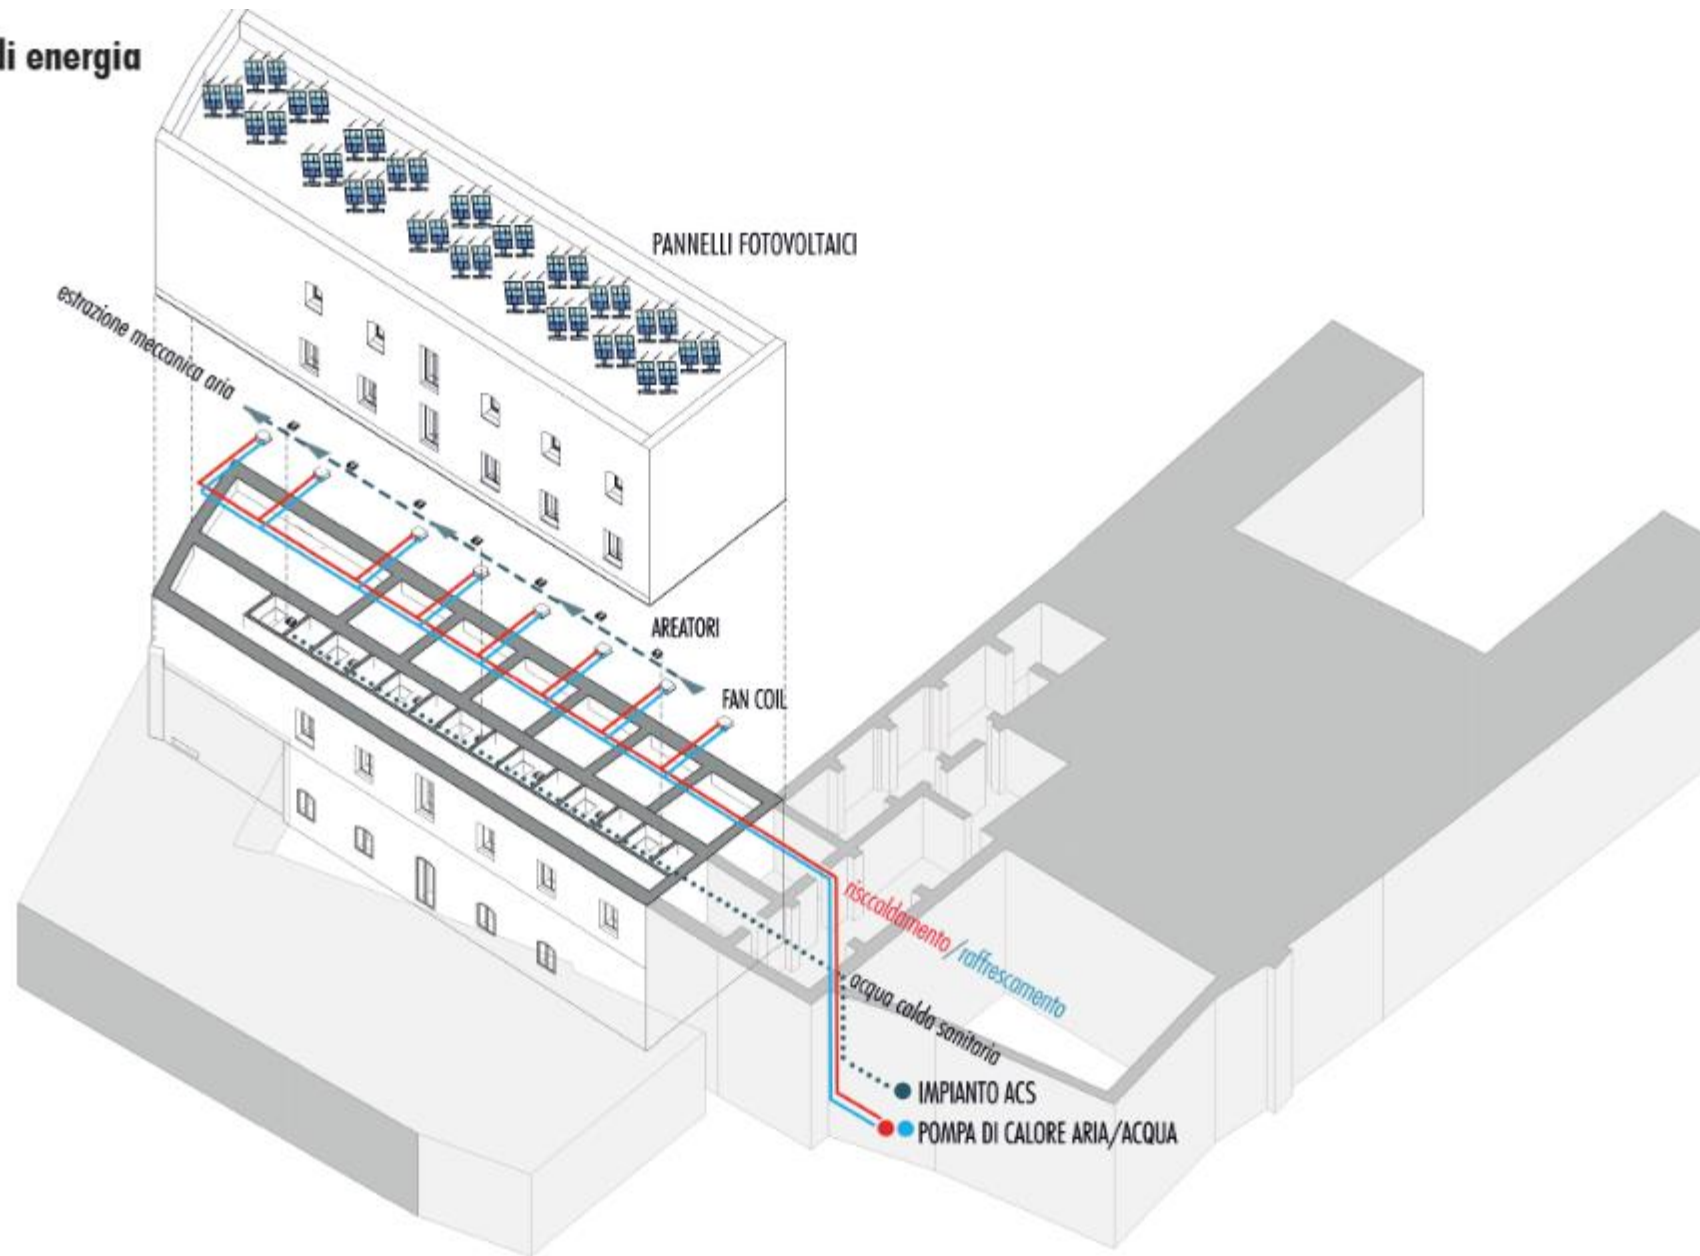 li energia
PANNELLI FOTOVOLTAICI
estrazione meccanica aria
AREATORI
FAN COIL
risccaldamento/raffrescamento
acqua calda sanitaria
IMPIANTO ACS
POMPA DI CALORE ARIA/ACQUA